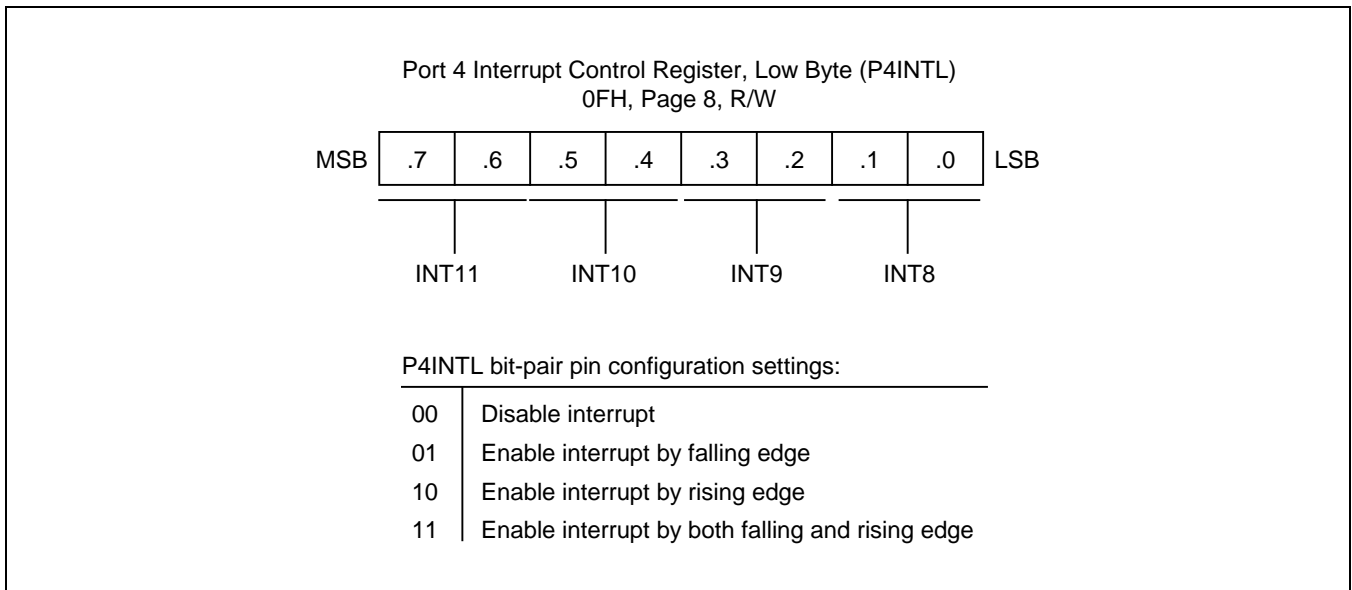 Port 4 Interrupt Control Register, Low Byte (P4INTL)
0FH, Page 8, R/W
MSB .7 .6 .5 .4 .3 .2 .1 .0 LSB
INT11 INT10 INT9 INT8
P4INTL bit-pair pin configuration settings:
00 Disable interrupt
01 Enable interrupt by falling edge
10 Enable interrupt by rising edge
11 Enable interrupt by both falling and rising edge